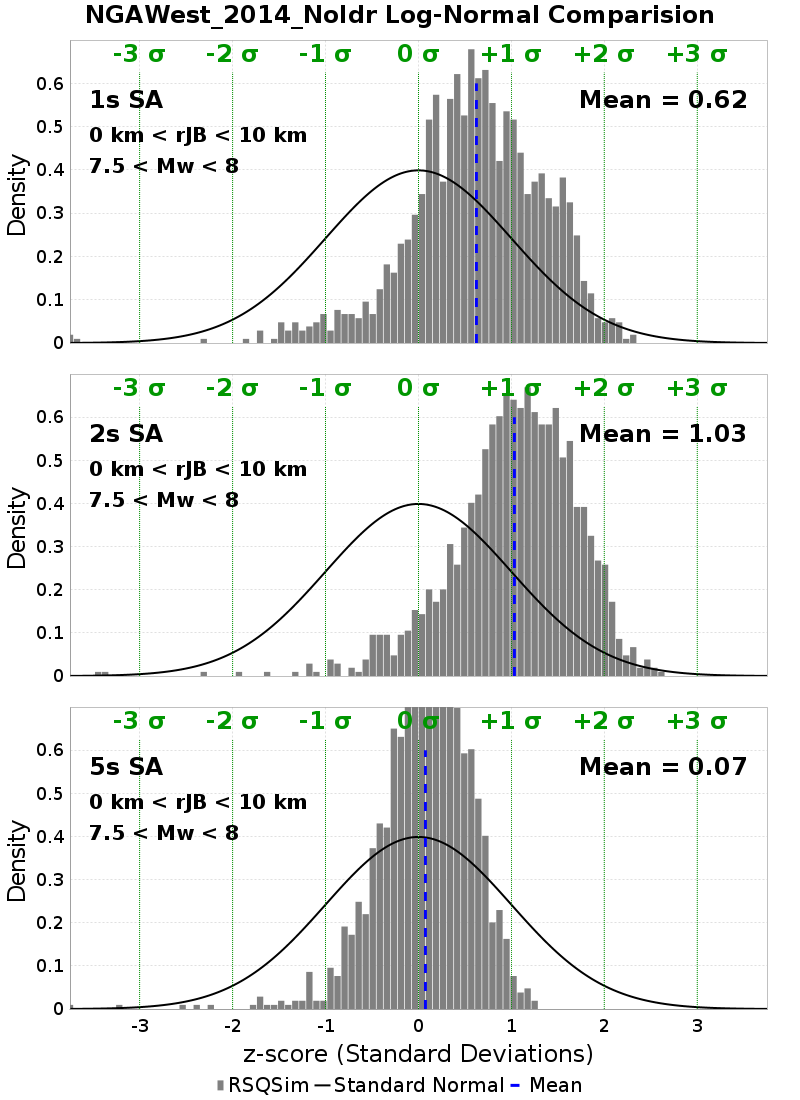 NGAWest_2014_NoIdr Log-Normal Comparision
-3 σ -2 σ -1 σ 0 σ +1 σ +2 σ +3 σ
1s SA Mean = 0.62
0 km < rJB < 10 km
7.5 < Mw < 8
Density
0.6
0.5
0.4
0.3
0.2
0.1
0
-3 σ -2 σ -1 σ 0 σ +1 σ +2 σ +3 σ
2s SA Mean = 1.03
0 km < rJB < 10 km
7.5 < Mw < 8
Density
0.6
0.5
0.4
0.3
0.2
0.1
0
-3 σ -2 σ -1 σ 0 σ +1 σ +2 σ +3 σ
5s SA Mean = 0.07
0 km < rJB < 10 km
7.5 < Mw < 8
Density
0.6
0.5
0.4
0.3
0.2
0.1
0
-3 -2 -1 0 1 2 3
z-score (Standard Deviations)
RSQSim Standard Normal Mean